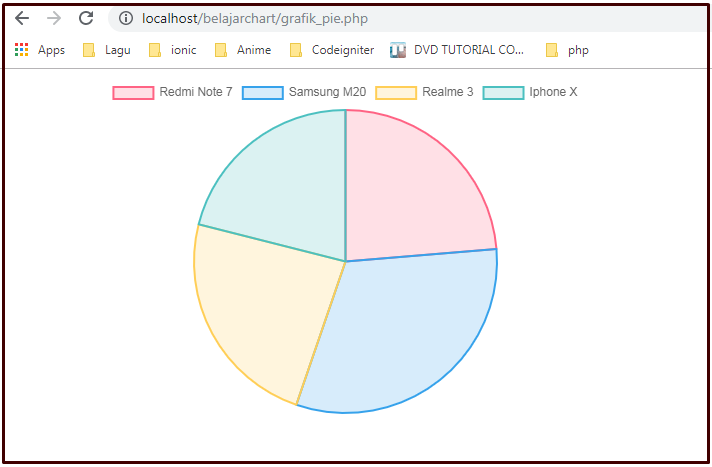 localhost/belajarchart/grafik_pie.php
Apps Lagu ionic Anime Codeigniter DVD TUTORIAL CO... php
Redmi Note 7 Samsung M20 Realme 3 Iphone X